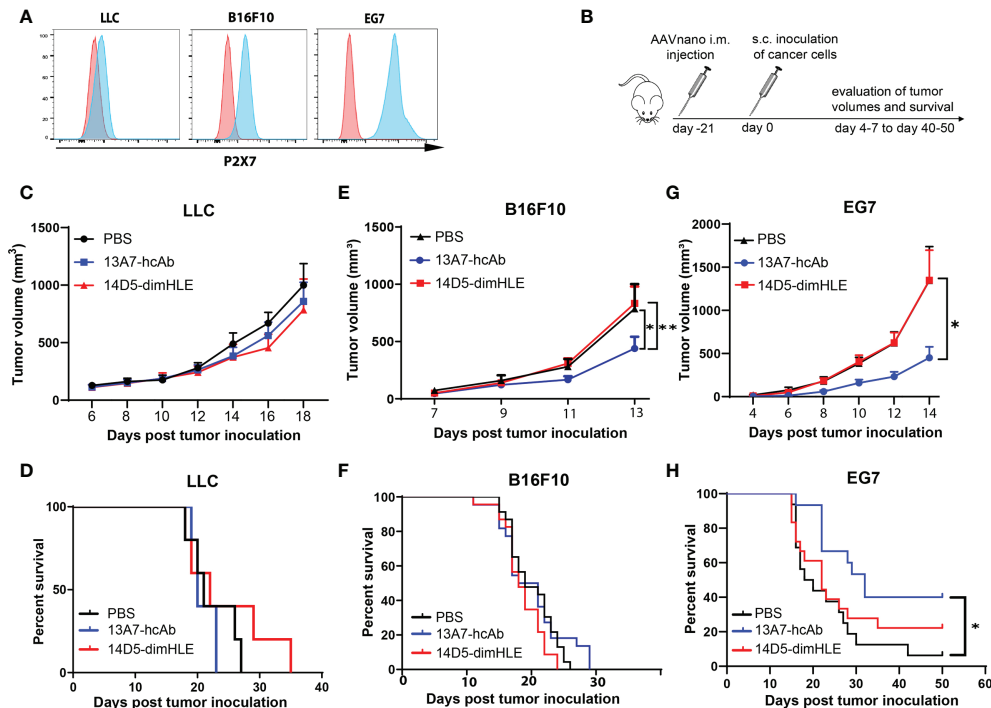 A
LLC
B16F10
EG7
100
80
60
40
20
0
P2X7
B
AAVnano i.m.
injection
s.c. inoculation
of cancer cells
evaluation of tumor
volumes and survival
day -21
day 0
day 4-7 to day 40-50
C
LLC
Tumor volume (mm³)
1500
1000
500
0
PBS
13A7-hcAb
14D5-dimHLE
6 8 10 12 14 16 18
Days post tumor inoculation
E
B16F10
Tumor volume (mm³)
1500
1000
500
0
PBS
13A7-hcAb
14D5-dimHLE
* **
7 9 11 13
Days post tumor inoculation
G
EG7
Tumor volume (mm³)
2000
1500
1000
500
0
PBS
13A7-hcAb
14D5-dimHLE
*
4 6 8 10 12 14
Days post tumor inoculation
D
LLC
Percent survival
100
50
0
PBS
13A7-hcAb
14D5-dimHLE
0 10 20 30 40
Days post tumor inoculation
F
B16F10
Percent survival
100
80
60
40
20
0
PBS
13A7-hcAb
14D5-dimHLE
0 20 40
Days post tumor inoculation
H
EG7
Percent survival
100
80
60
40
20
0
PBS
13A7-hcAb
14D5-dimHLE
*
0 10 20 30 40 50 60
Days post tumor inoculation